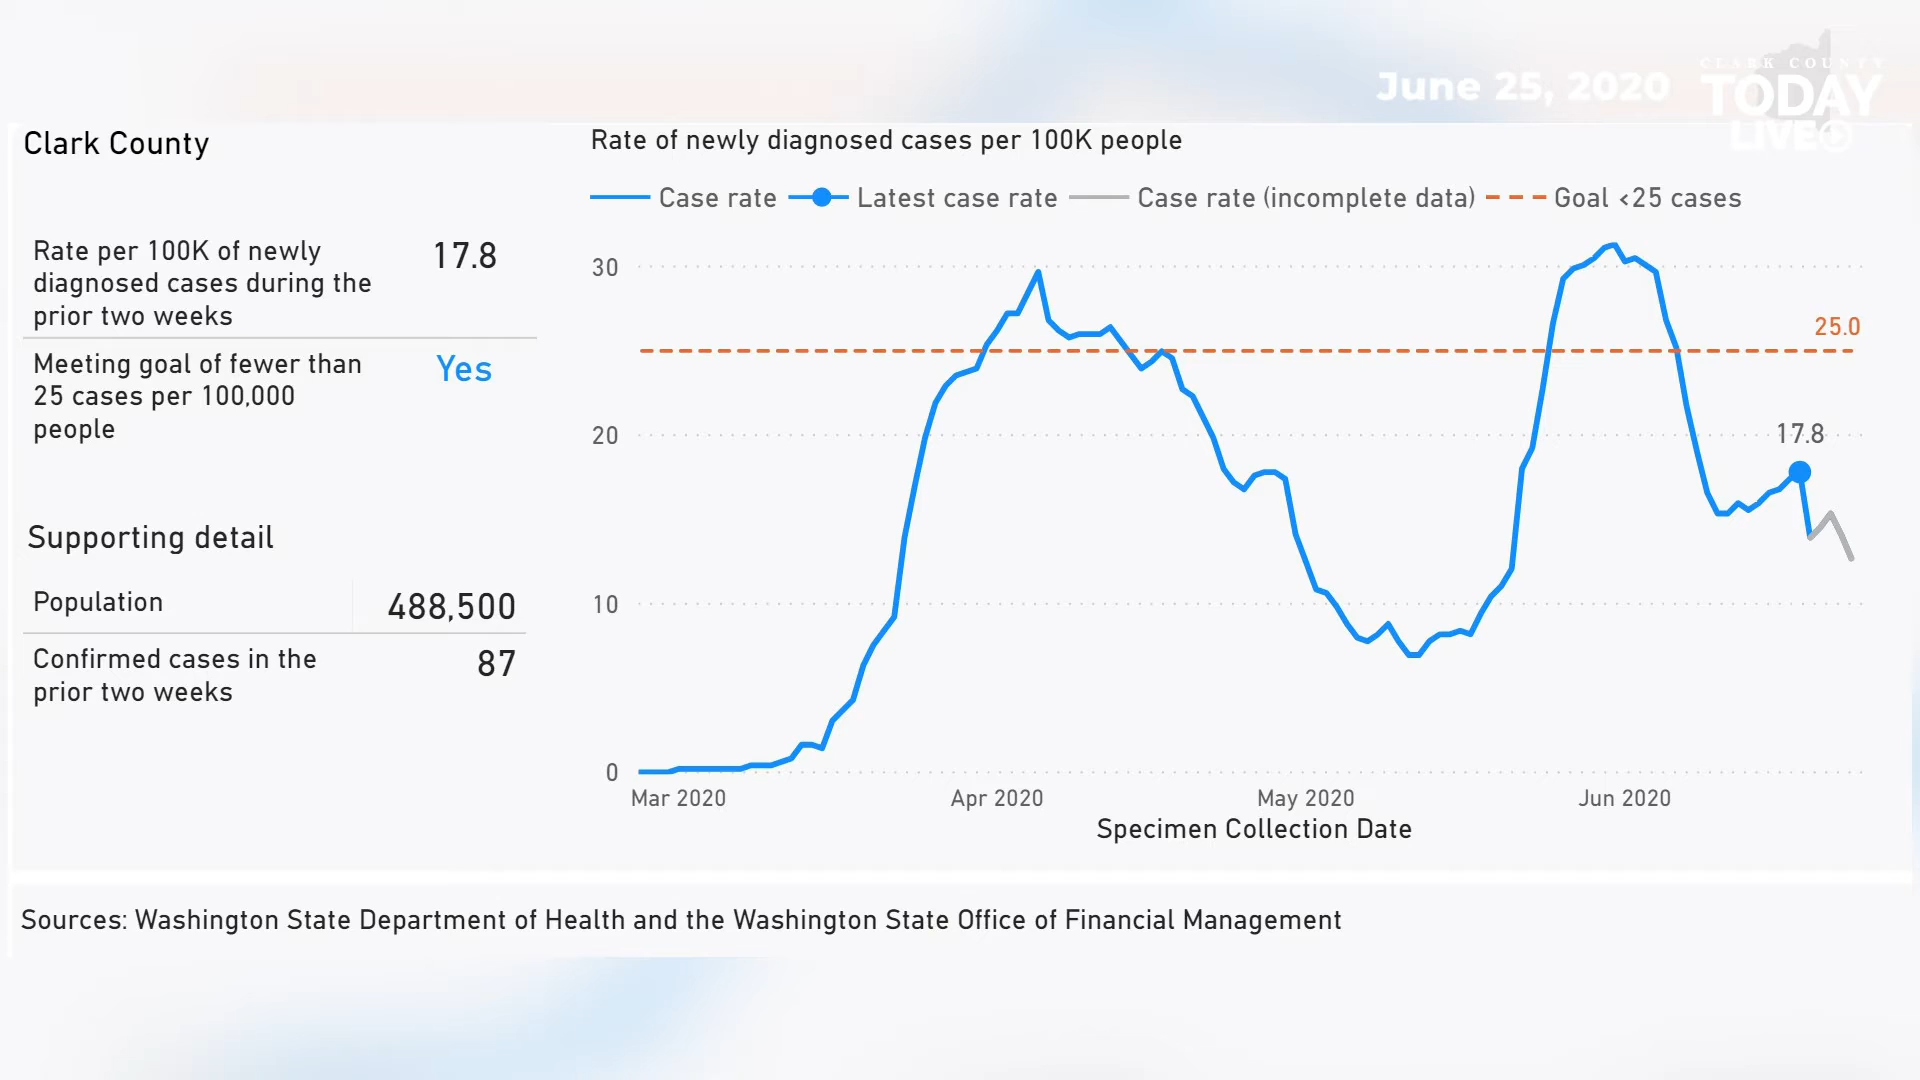 June 25, 2020
CLARK COUNTY
TODAY
LIVE
Clark County
Rate per 100K of newly
diagnosed cases during the
prior two weeks
17.8
Meeting goal of fewer than
25 cases per 100,000
people
Yes
Supporting detail
Population
488,500
Confirmed cases in the
prior two weeks
87
Rate of newly diagnosed cases per 100K people
Case rate
Latest case rate
Case rate (incomplete data)
Goal <25 cases
30
20
10
0
25.0
17.8
Mar 2020
Apr 2020
May 2020
Jun 2020
Specimen Collection Date
Sources: Washington State Department of Health and the Washington State Office of Financial Management